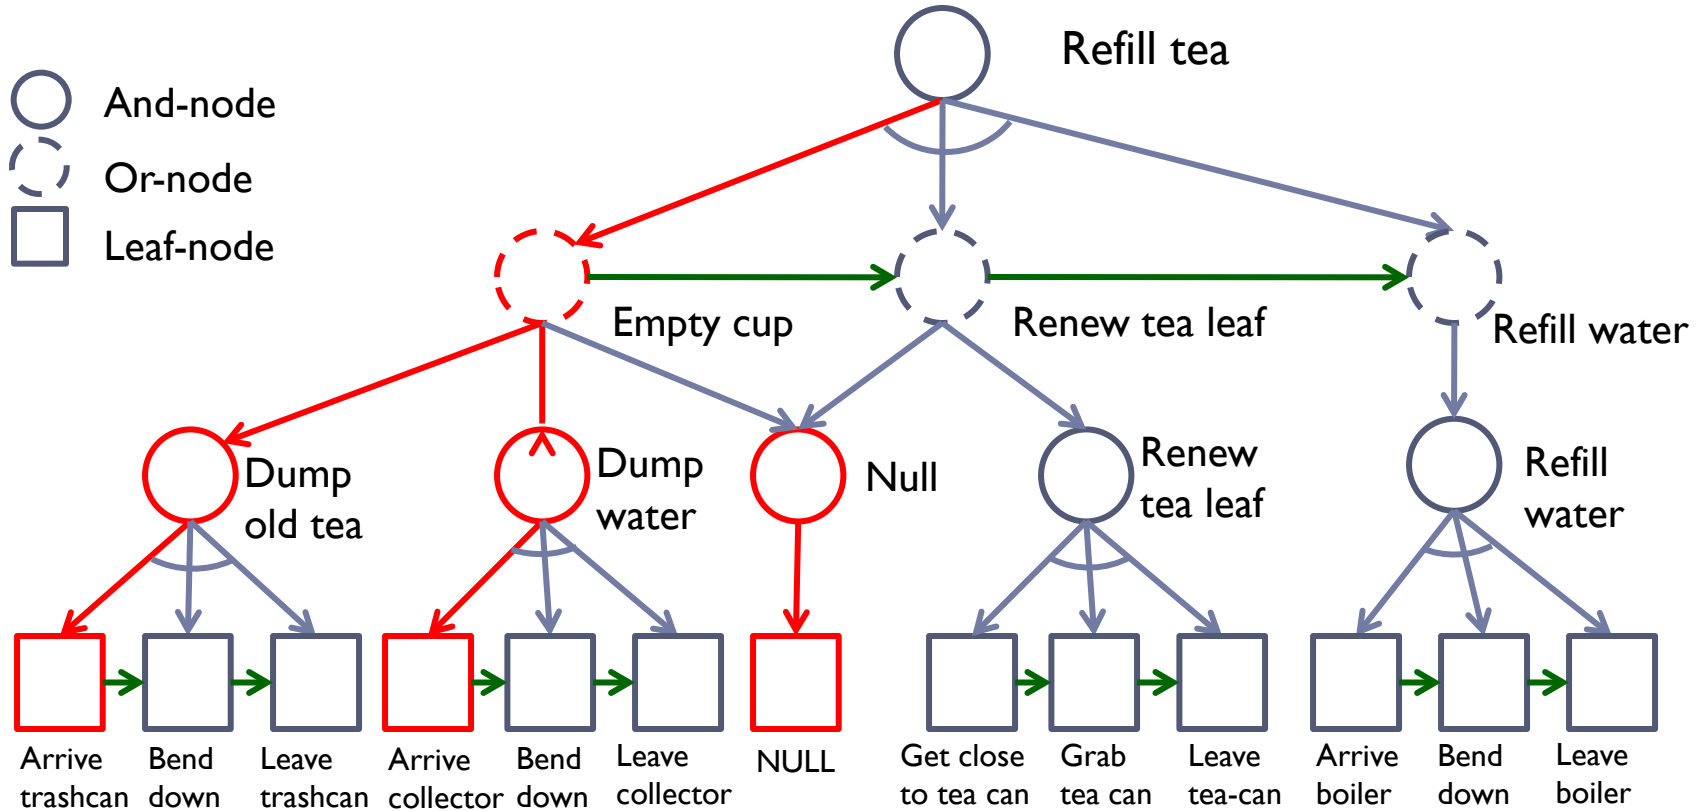 Refill tea
And-node
Or-node
Leaf-node
Empty cup
Renew tea leaf
Refill water
Dump
old tea
Dump
water
Null
Renew
tea leaf
Refill
water
Arrive
trashcan
Bend
down
Leave
trashcan
Arrive
collector
Bend
down
Leave
collector
NULL
Get close
to tea can
Grab
tea can
Leave
tea-can
Arrive
boiler
Bend
down
Leave
boiler